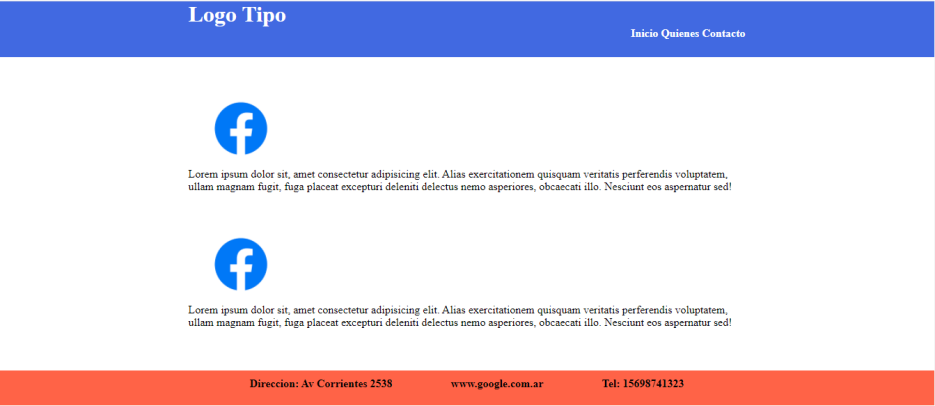 Logo Tipo
Inicio Quienes Contacto
Lorem ipsum dolor sit, amet consectetur adipisicing elit. Alias exercitationem quisquam veritatis perferendis voluptatem,
ullam magnam fugit, fuga placeat excepturi deleniti delectus nemo asperiores, obcaecati illo. Nesciunt eos aspernatur sed!
Lorem ipsum dolor sit, amet consectetur adipisicing elit. Alias exercitationem quisquam veritatis perferendis voluptatem,
ullam magnam fugit, fuga placeat excepturi deleniti delectus nemo asperiores, obcaecati illo. Nesciunt eos aspernatur sed!
Direccion: Av Corrientes 2538 www.google.com.ar Tel: 15698741323